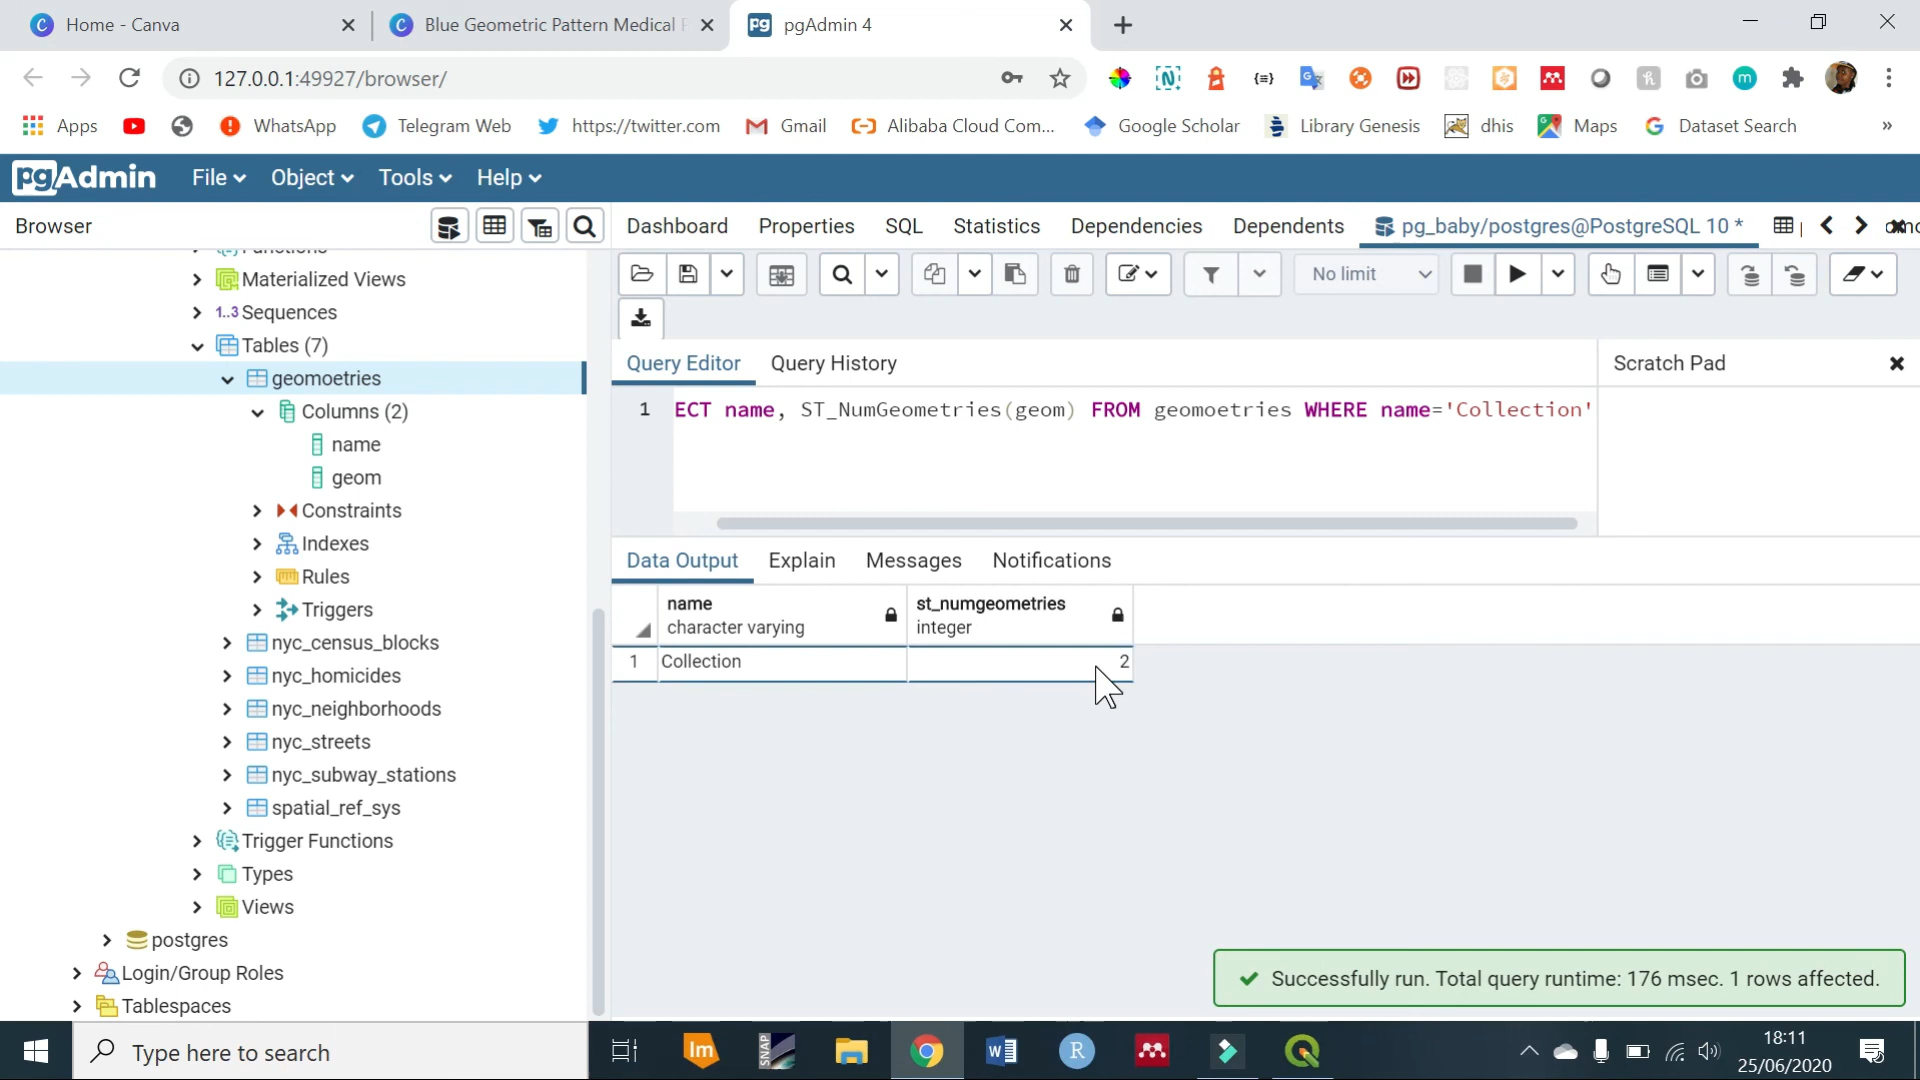 Home - Canva
Blue Geometric Pattern Medical P
pgAdmin 4
127.0.0.1:49927/browser/
Apps
WhatsApp
Telegram Web
https://twitter.com
Gmail
Alibaba Cloud Com...
Google Scholar
Library Genesis
dhis
Maps
Dataset Search
»
pgAdmin
File
Object
Tools
Help
Browser
Dashboard
Properties
SQL
Statistics
Dependencies
Dependents
pg_baby/postgres@PostgreSQL 10 *
No limit
Functions
Materialized Views
1..3 Sequences
Tables (7)
geomoetries
Columns (2)
name
geom
Constraints
Indexes
Rules
Triggers
nyc_census_blocks
nyc_homicides
nyc_neighborhoods
nyc_streets
nyc_subway_stations
spatial_ref_sys
Trigger Functions
Types
Views
postgres
Login/Group Roles
Tablespaces
Query Editor
Query History
Scratch Pad
1 ECT name, ST_NumGeometries(geom) FROM geomoetries WHERE name='Collection'
Data Output
Explain
Messages
Notifications
name
character varying
st_numgeometries
integer
1 Collection 2
Successfully run. Total query runtime: 176 msec. 1 rows affected.
Type here to search
Im
SNAP
W
R
18:11
25/06/2020